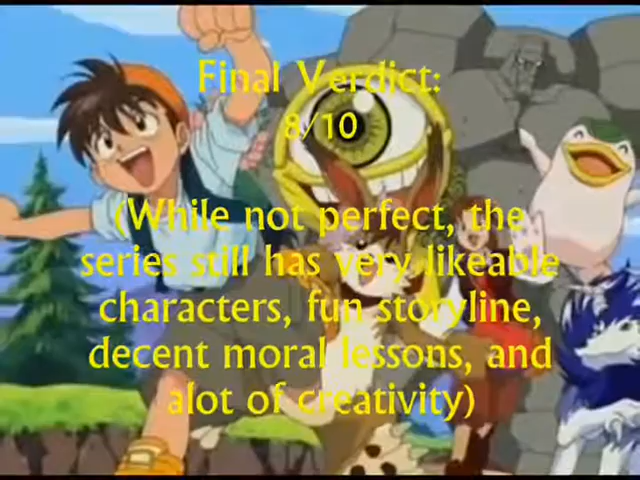 Final Verdict:
8/10
(While not perfect, the
series still has very likeable
characters, fun storyline,
decent moral lessons, and
alot of creativity)